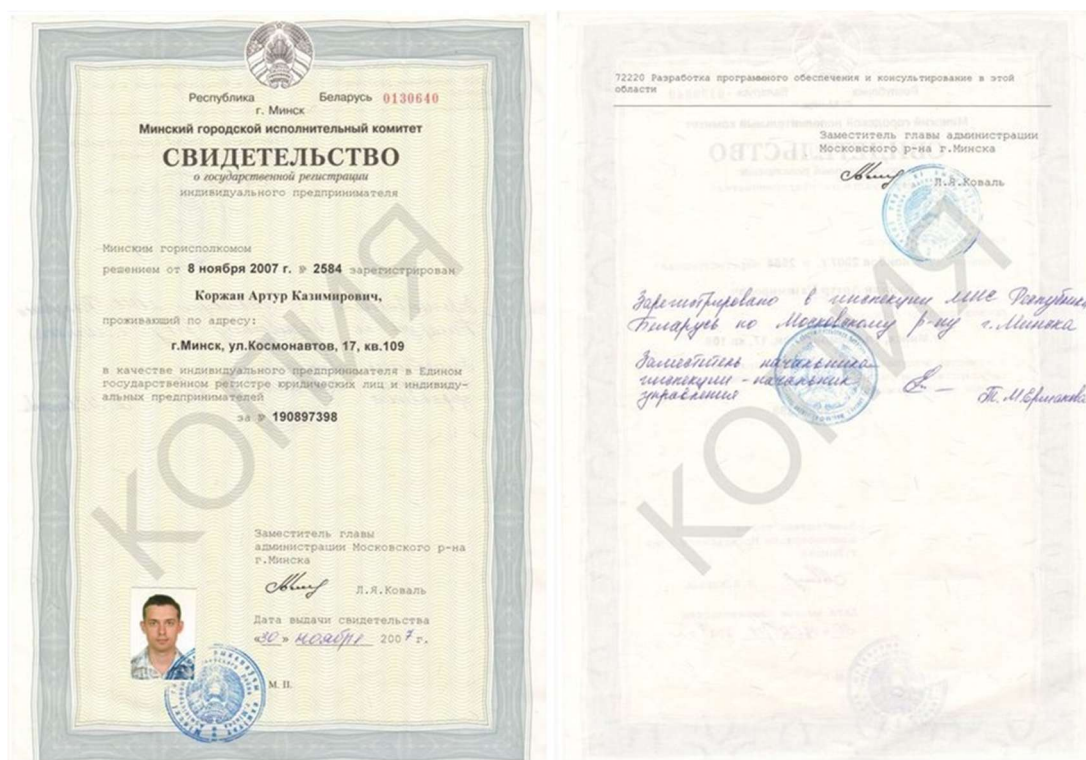 Республика Беларусь 0130640
г. Минск
Минский городской исполнительный комитет
СВИДЕТЕЛЬСТВО
о государственной регистрации
индивидуального предпринимателя
Минским горисполкомом
решением от 8 ноября 2007 г. № 2584 зарегистрирован
Коржан Артур Казимирович,
проживающий по адресу:
г.Минск, ул.Космонавтов, 17, кв.109
в качестве индивидуального предпринимателя в Едином
государственном регистре юридических лиц и индивиду-
альных предпринимателей
за № 190897398
Заместитель главы
администрации Московского р-на
г.Минска
Л.Я.Коваль
Дата выдачи свидетельства
«30» ноября 2007 г.
М. П.
КОПИЯ
72220 Разработка программного обеспечения и консультирование в этой
области
Заместитель главы администрации
Московского р-на г.Минска
Л.Я.Коваль
Зарегистрировано в инспекции МНС Республики
Беларусь по Московскому р-ну г.Минска
Заместитель начальника
инспекции - начальник
управления Т.М.Ермакова
КОПИЯ